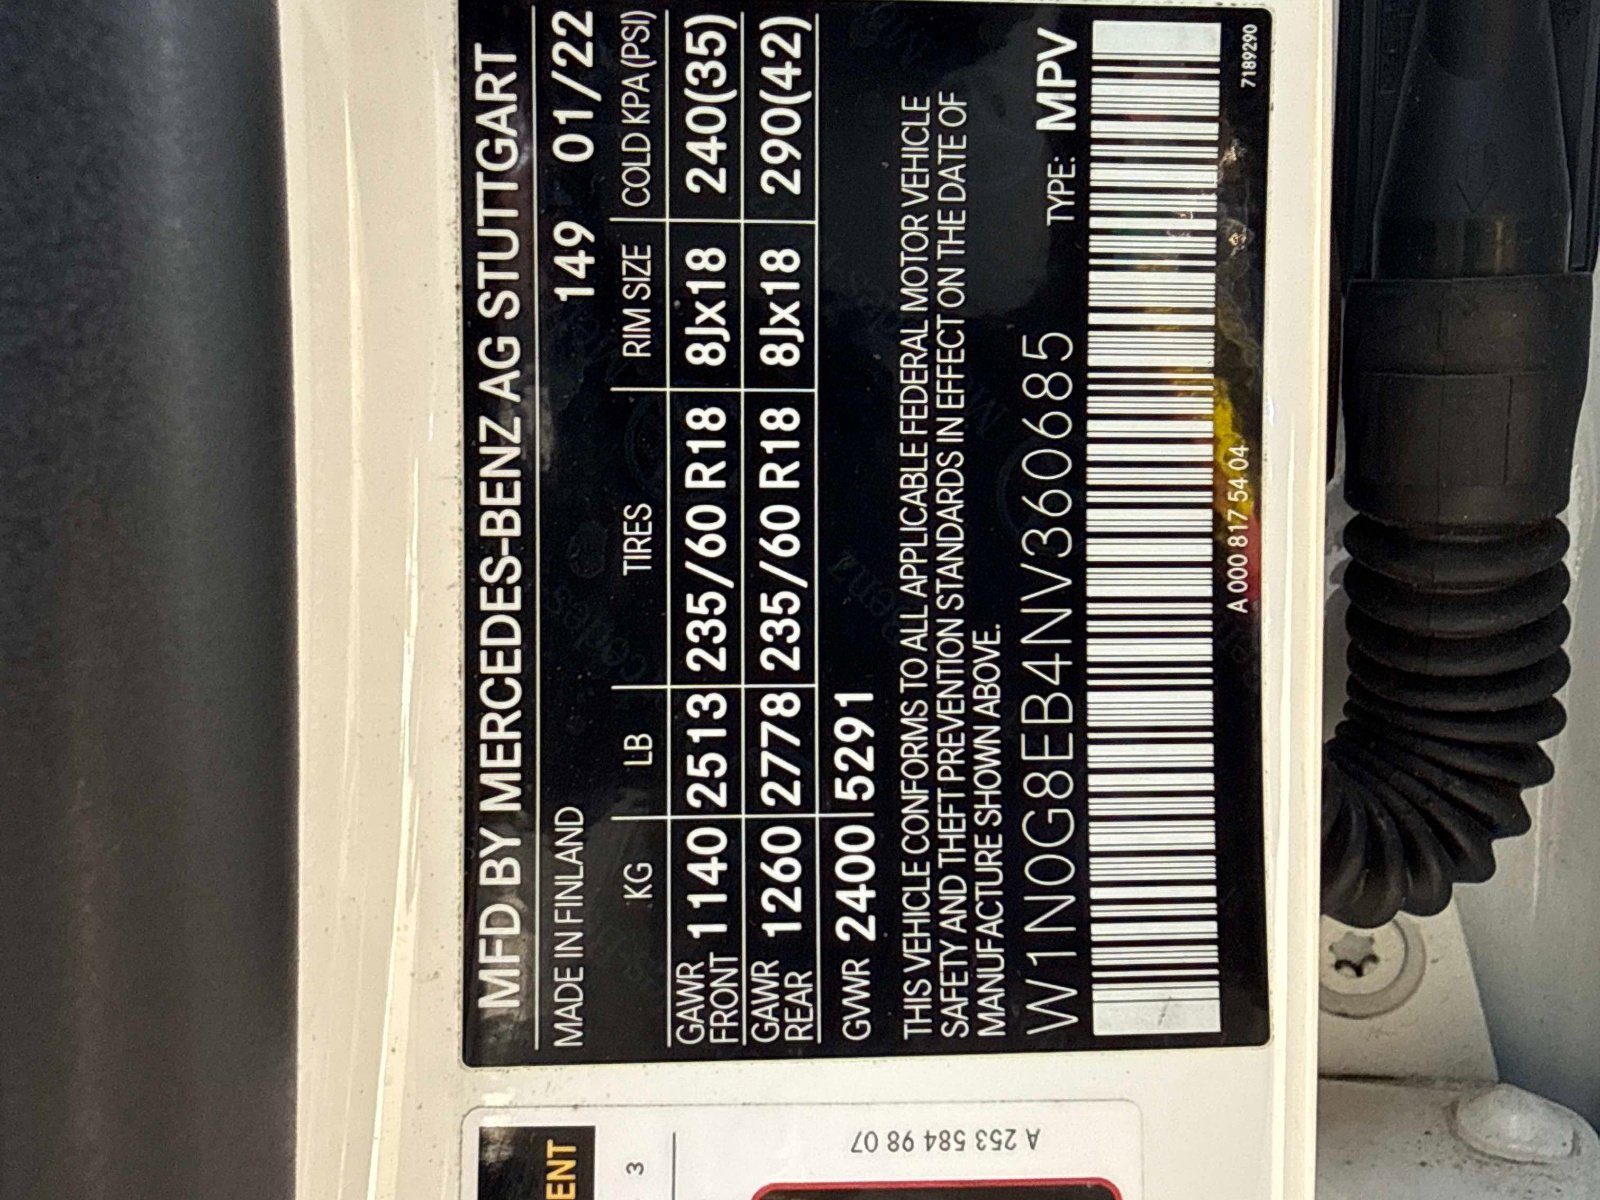 MFD BY MERCEDES-BENZ AG STUTTGART
MADE IN FINLAND 149 01/22
KG LB TIRES RIM SIZE COLD KPA (PSI)
GAWR FRONT 1140 2513 235/60 R18 8Jx18 240(35)
GAWR REAR 1260 2778 235/60 R18 8Jx18 290(42)
GVWR 2400 5291
THIS VEHICLE CONFORMS TO ALL APPLICABLE FEDERAL MOTOR VEHICLE
SAFETY AND THEFT PREVENTION STANDARDS IN EFFECT ON THE DATE OF
MANUFACTURE SHOWN ABOVE.
W1N0G8EB4NV360685 TYPE: MPV
A 000 817 54 04 7189290
ENT
3
A 253 584 98 07